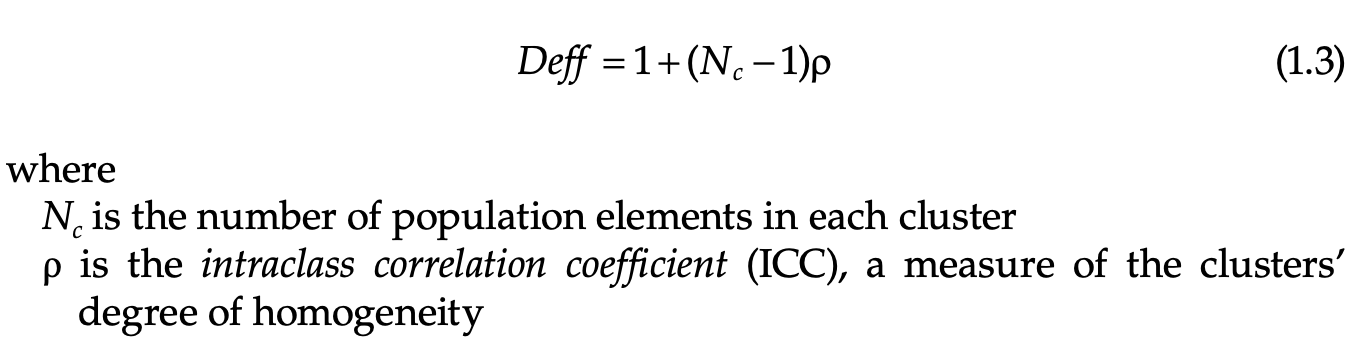 Deff = 1 + (N_c − 1)ρ (1.3)
where
N_c is the number of population elements in each cluster
ρ is the intraclass correlation coefficient (ICC), a measure of the clusters’
degree of homogeneity